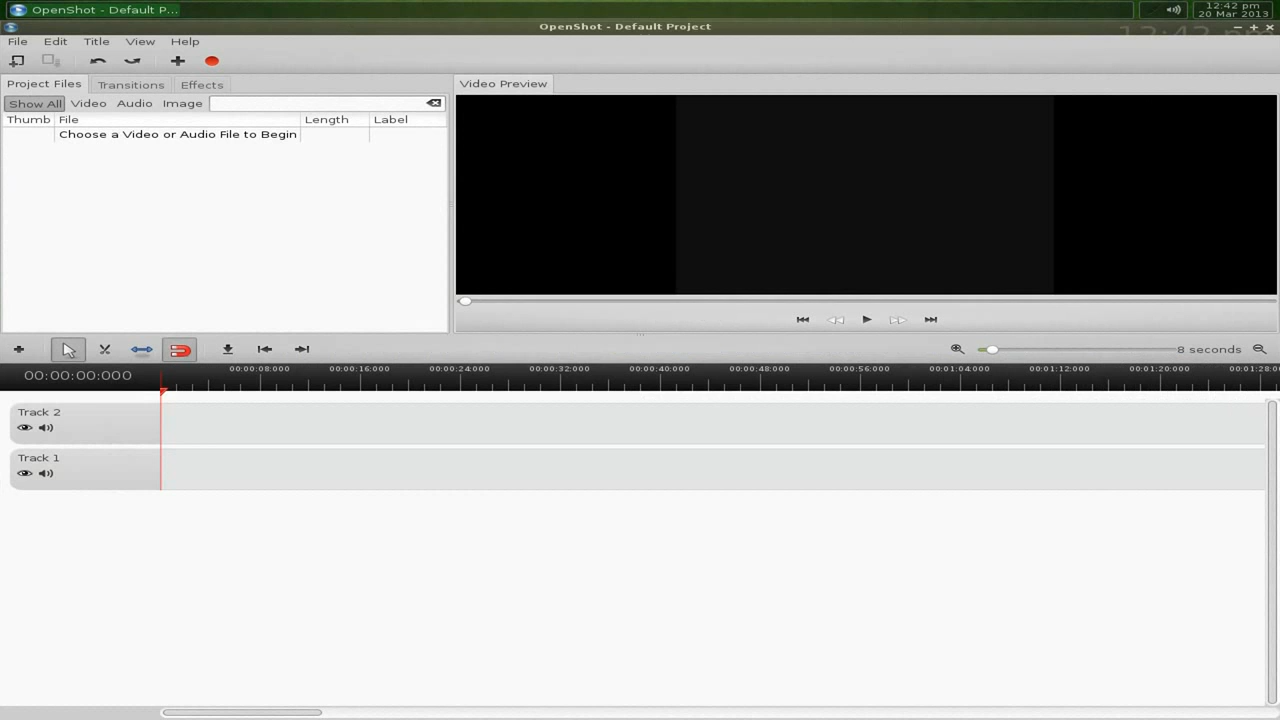 OpenShot - Default P...
12:42 pm
20 Mar 2013
OpenShot - Default Project
File Edit Title View Help
Project Files Transitions Effects
Video Preview
Show All Video Audio Image
Thumb File Length Label
Choose a Video or Audio File to Begin
8 seconds
00:00:00:000
00:00:08:000 00:00:16:000 00:00:24:000 00:00:32:000 00:00:40:000 00:00:48:000 00:00:56:000 00:01:04:000 00:01:12:000 00:01:20:000 00:01:28:00
Track 2
Track 1